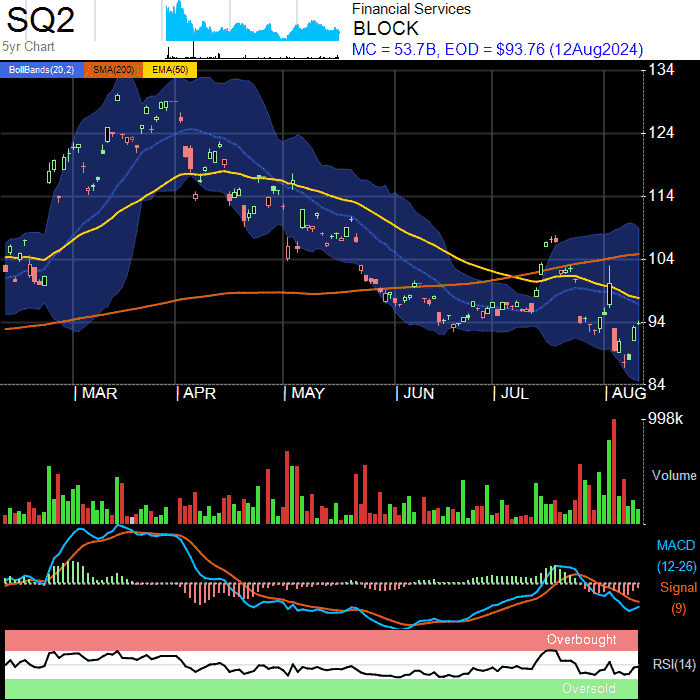 SQ2
5yr Chart
Financial Services
BLOCK
MC = 53.7B, EOD = $93.76 (12Aug2024)
BollBands(20,2) SMA(200) EMA(50)
134
124
114
104
94
84
MAR APR MAY JUN JUL AUG
998k
Volume
MACD
(12-26)
Signal
(9)
Overbought
RSI(14)
Oversold